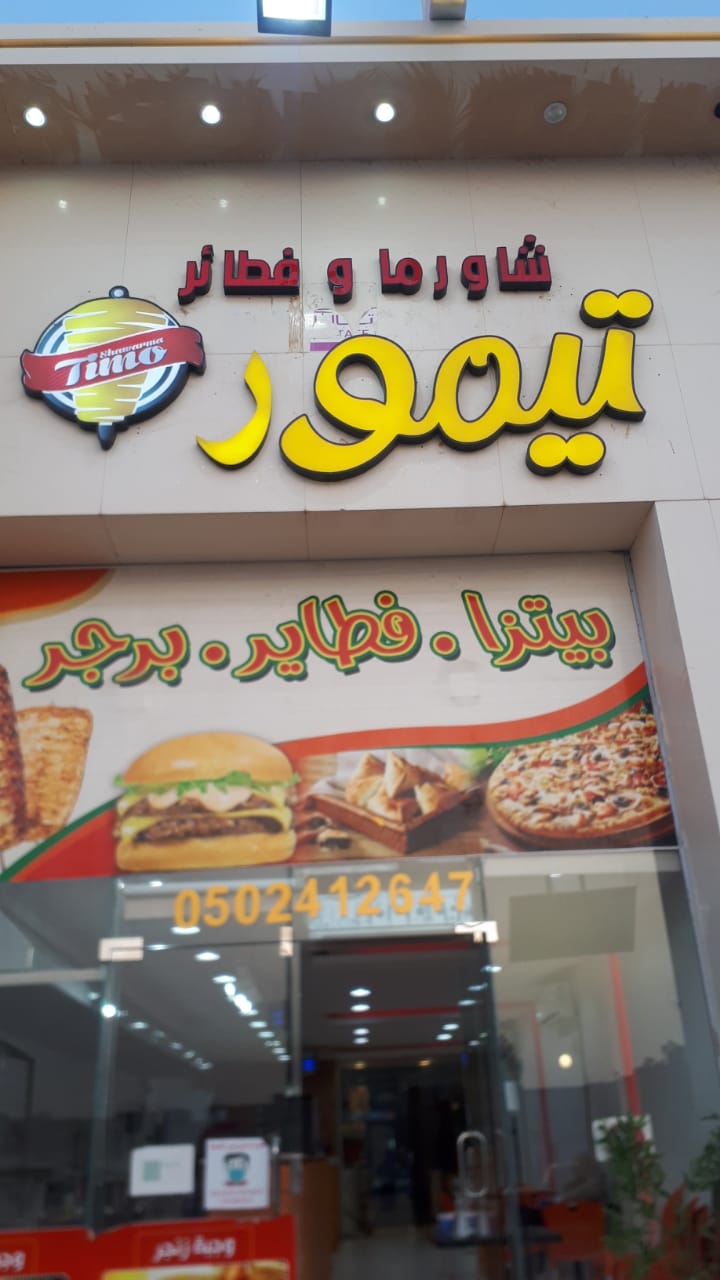 شاورما و فطائر
تيمور
Shawarma
Timo
بيتزا . فطاير . برجر
0502412647
وجبة زنجر